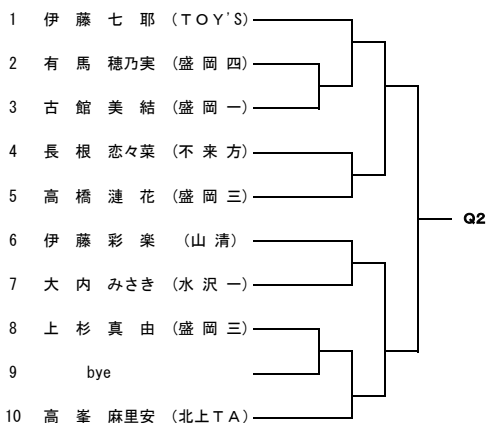 1 伊 藤 七 耶 (TOY'S)
2 有 馬 穂乃実 (盛 岡 四)
3 古 舘 美 結 (盛 岡 一)
4 長 根 恋々菜 (不 来 方)
5 高 橋 漣 花 (盛 岡 三)
Q2
6 伊 藤 彩 楽 (山 清)
7 大 内 みさき (水 沢 一)
8 上 杉 真 由 (盛 岡 三)
9 bye
10 高 峯 麻里安 (北上TA)